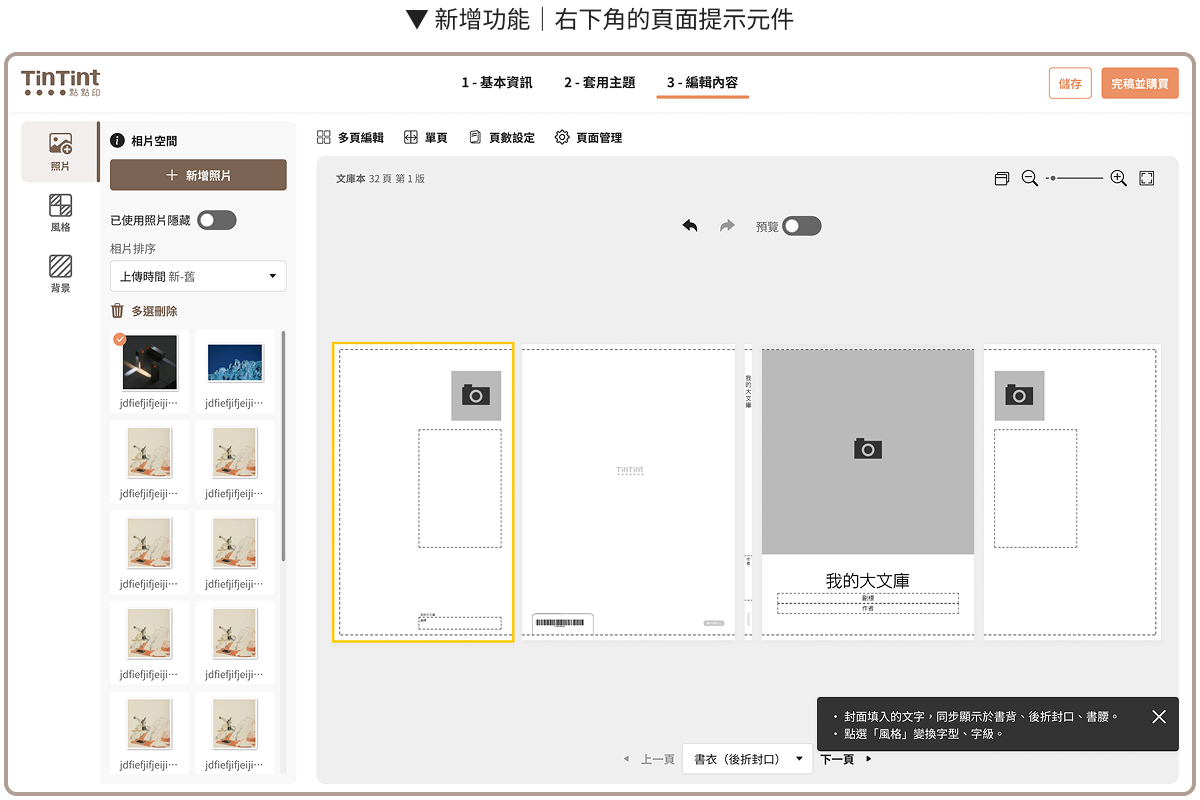 ▼ 新增功能｜右下角的頁面提示元件
TinTint
點點印
1 - 基本資訊
2 - 套用主題
3 - 編輯內容
儲存
完稿並購買
照片
風格
背景
相片空間
＋ 新增照片
已使用照片隱藏
相片排序
上傳時間 新-舊
多選刪除
jdfiefjifjeiji⋯
jdfiefjifjeiji⋯
jdfiefjifjeiji⋯
jdfiefjifjeiji⋯
jdfiefjifjeiji⋯
jdfiefjifjeiji⋯
jdfiefjifjeiji⋯
jdfiefjifjeiji⋯
jdfiefjifjeiji⋯
jdfiefjifjeiji⋯
多頁編輯
單頁
頁數設定
頁面管理
文庫本 32 頁 第 1 版
預覽
TinTint
我的大文庫
我的大文庫
副標
作者
・ 封面填入的文字，同步顯示於書背、後折封口、書腰。
・ 點選「風格」變換字型、字級。
上一頁
書衣（後折封口）
下一頁